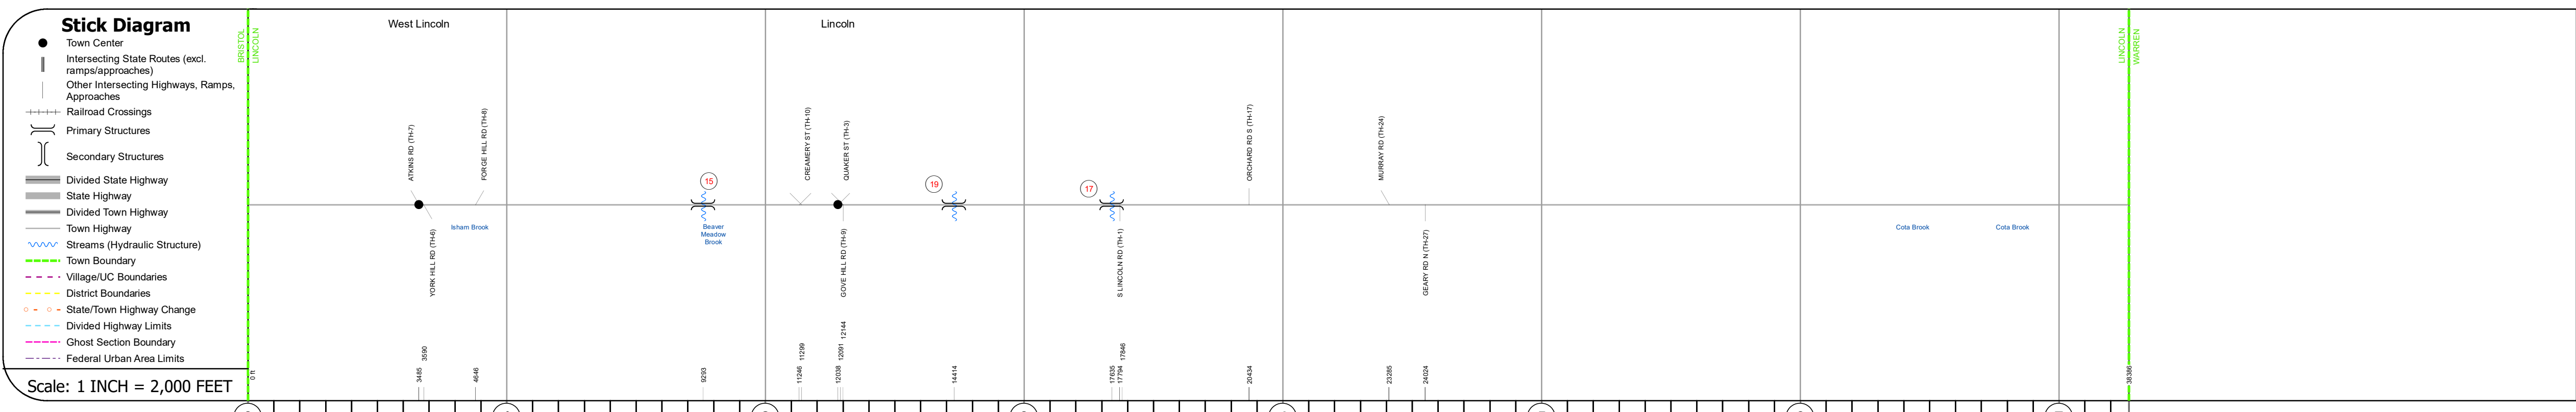 Stick Diagram
Town Center
Intersecting State Routes (excl.
ramps/approaches)
Other Intersecting Highways, Ramps,
Approaches
Railroad Crossings
Primary Structures
Secondary Structures
Divided State Highway
State Highway
Divided Town Highway
Town Highway
Streams (Hydraulic Structure)
Town Boundary
Village/UC Boundaries
District Boundaries
State/Town Highway Change
Divided Highway Limits
Ghost Section Boundary
Federal Urban Area Limits
Scale: 1 INCH = 2,000 FEET
BRISTOL
LINCOLN
West Lincoln
Lincoln
LINCOLN
WARREN
ATKINS RD (TH-7)
FORGE HILL RD (TH-8)
CREAMERY ST (TH-10)
QUAKER ST (TH-3)
ORCHARD RD S (TH-17)
MURRAY RD (TH-24)
15
19
17
YORK HILL RD (TH-6)
Isham Brook
Beaver
Meadow
Brook
GOVE HILL RD (TH-9)
S LINCOLN RD (TH-1)
GEARY RD N (TH-27)
Cota Brook
Cota Brook
0 ft
3485
3590
4646
9293
11246
11299
12038
12091
12144
14414
17635
17794
17846
20434
23285
24024
38386